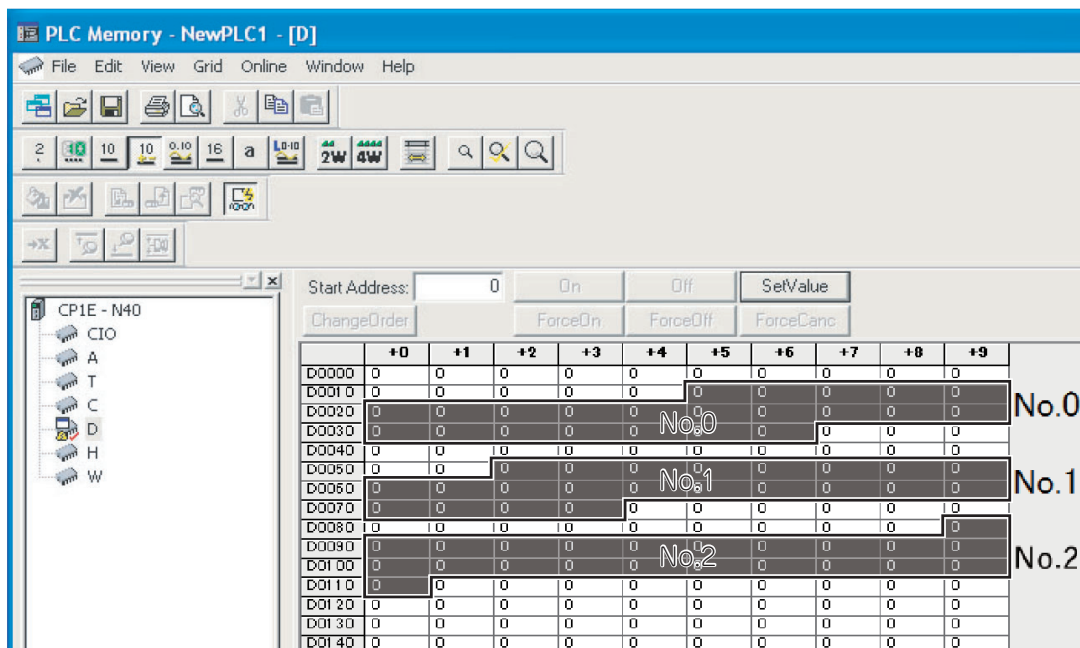 PLC Memory - NewPLC1 - [D]
File Edit View Grid Online Window Help
2 10 10 10 0.10 16 a L0-10 2W 4W
→X
CP1E - N40
CIO
A
T
C
D
H
W
Start Address: 0 On Off SetValue
ChangeOrder ForceOn ForceOff ForceCanc
+0 +1 +2 +3 +4 +5 +6 +7 +8 +9
D0000 0 0 0 0 0 0 0 0 0 0
D0010 0 0 0 0 0 0 0 0 0 0
D0020 0 0 0 0 0 0 0 0 0 No.0
D0030 0 0 0 0 No.0 0 0 0 0
D0040 0 0 0 0 0 0 0 0 0 0
D0050 0 0 0 0 0 0 0 0 0 0
D0060 0 0 0 0 0 No.1 0 0 0 0 No.1
D0070 0 0 0 0 0 0 0 0 0 0
D0080 0 0 0 0 0 0 0 0 0 0
D0090 0 0 0 0 0 No.2 0 0 0 0 No.2
D0100 0 0 0 0 0 0 0 0 0 0
D0110 0 0 0 0 0 0 0 0 0 0
D0120 0 0 0 0 0 0 0 0 0 0
D0130 0 0 0 0 0 0 0 0 0 0
D0140 0 0 0 0 0 0 0 0 0 0